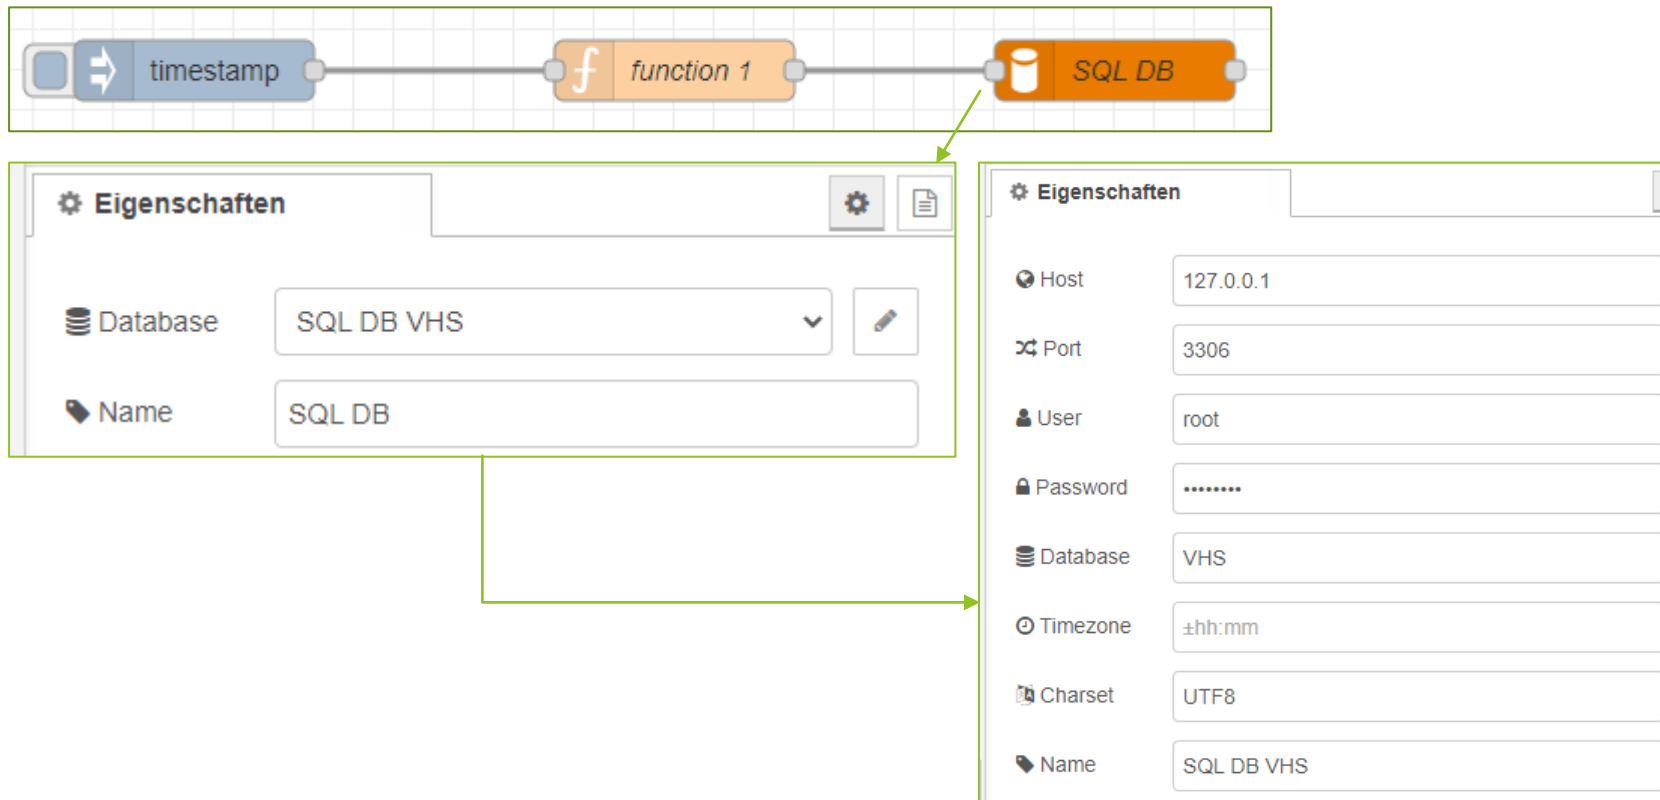 timestamp
function 1
SQL DB
Eigenschaften
Database
SQL DB VHS
Name
SQL DB
Eigenschaften
Host
127.0.0.1
Port
3306
User
root
Password
••••••••
Database
VHS
Timezone
±hh:mm
Charset
UTF8
Name
SQL DB VHS